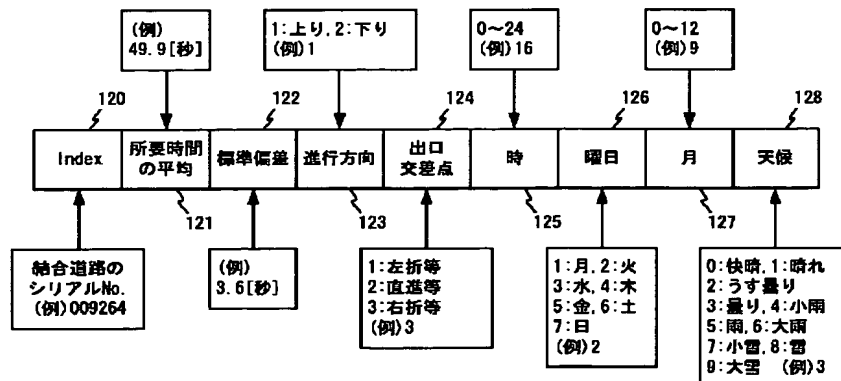 (例)
49.9[秒]
1:上り,2:下り
(例)1
0〜24
(例)16
0〜12
(例)9
120
122
124
126
128
Index
所要時間
の平均
標準偏差
進行方向
出口
交差点
時
曜日
月
天候
121
123
125
127
結合道路の
シリアルNo.
(例)009264
(例)
3.6[秒]
1:左折等
2:直進等
3:右折等
(例)3
1:月,2:火
3:水,4:木
5:金,6:土
7:日
(例)2
0:快晴,1:晴れ
2:うす曇り
3:曇り,4:小雨
5:雨,6:大雨
7:小雪,8:雪
9:大雪 (例)3